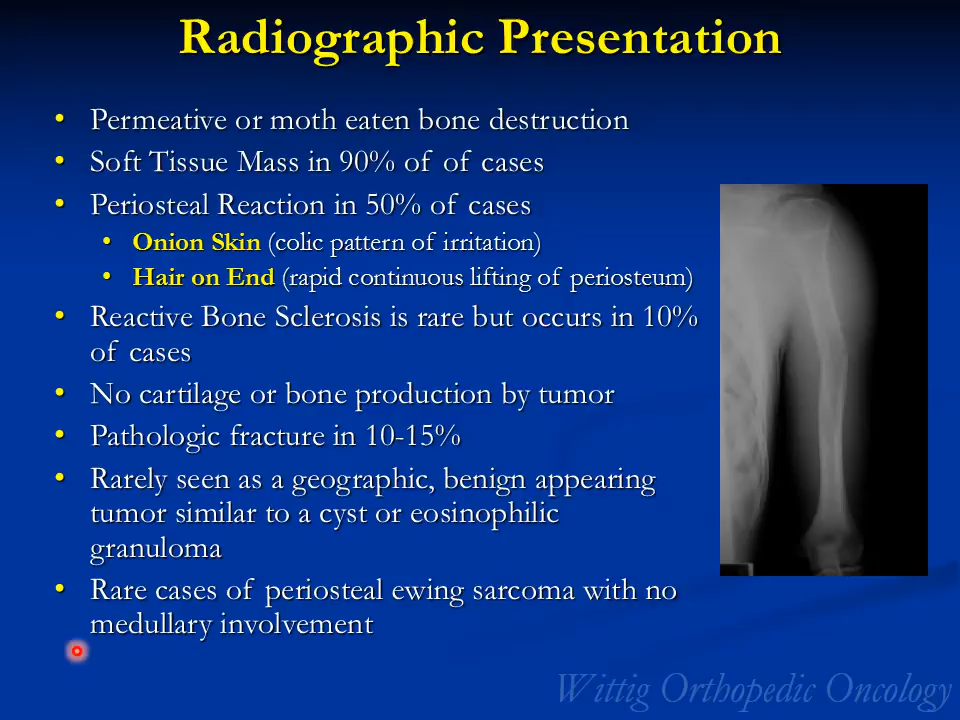 Radiographic Presentation
• Permeative or moth eaten bone destruction
• Soft Tissue Mass in 90% of of cases
• Periosteal Reaction in 50% of cases
• Onion Skin (colic pattern of irritation)
• Hair on End (rapid continuous lifting of periosteum)
• Reactive Bone Sclerosis is rare but occurs in 10%
of cases
• No cartilage or bone production by tumor
• Pathologic fracture in 10-15%
• Rarely seen as a geographic, benign appearing
tumor similar to a cyst or eosinophilic
granuloma
• Rare cases of periosteal ewing sarcoma with no
medullary involvement
Wittig Orthopedic Oncology